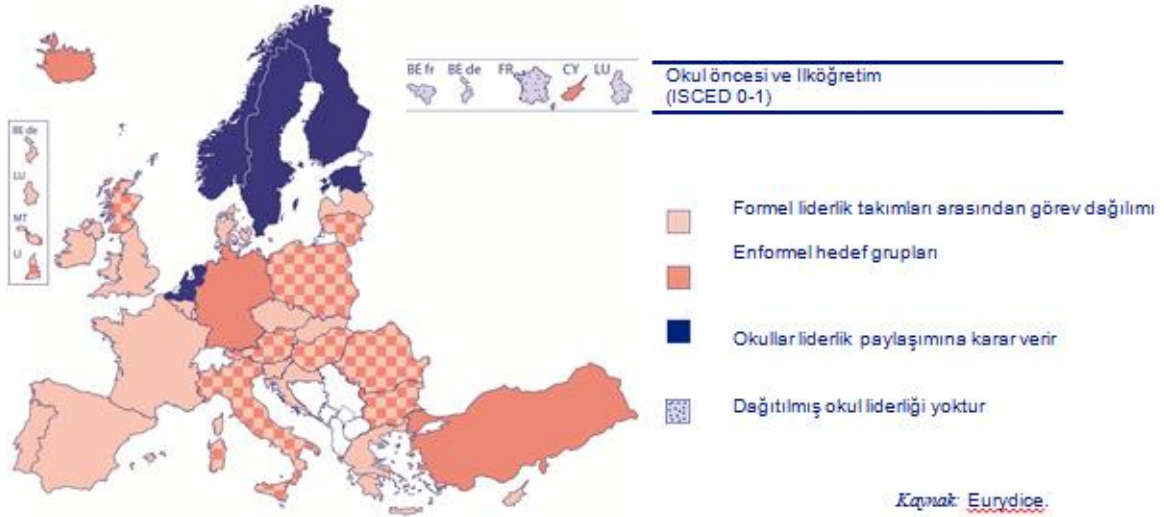 BE fr BE de FR CY LU
Okul öncesi ve Ilköğretim
(ISCED 0-1)
BE de
LU
MT
LI
Formel liderlik takımları arasından görev dağılımı
Enformel hedef grupları
Okullar liderlik paylaşımına karar verir
Dağıtılmış okul liderliği yoktur
Kaynak: Eurydice.